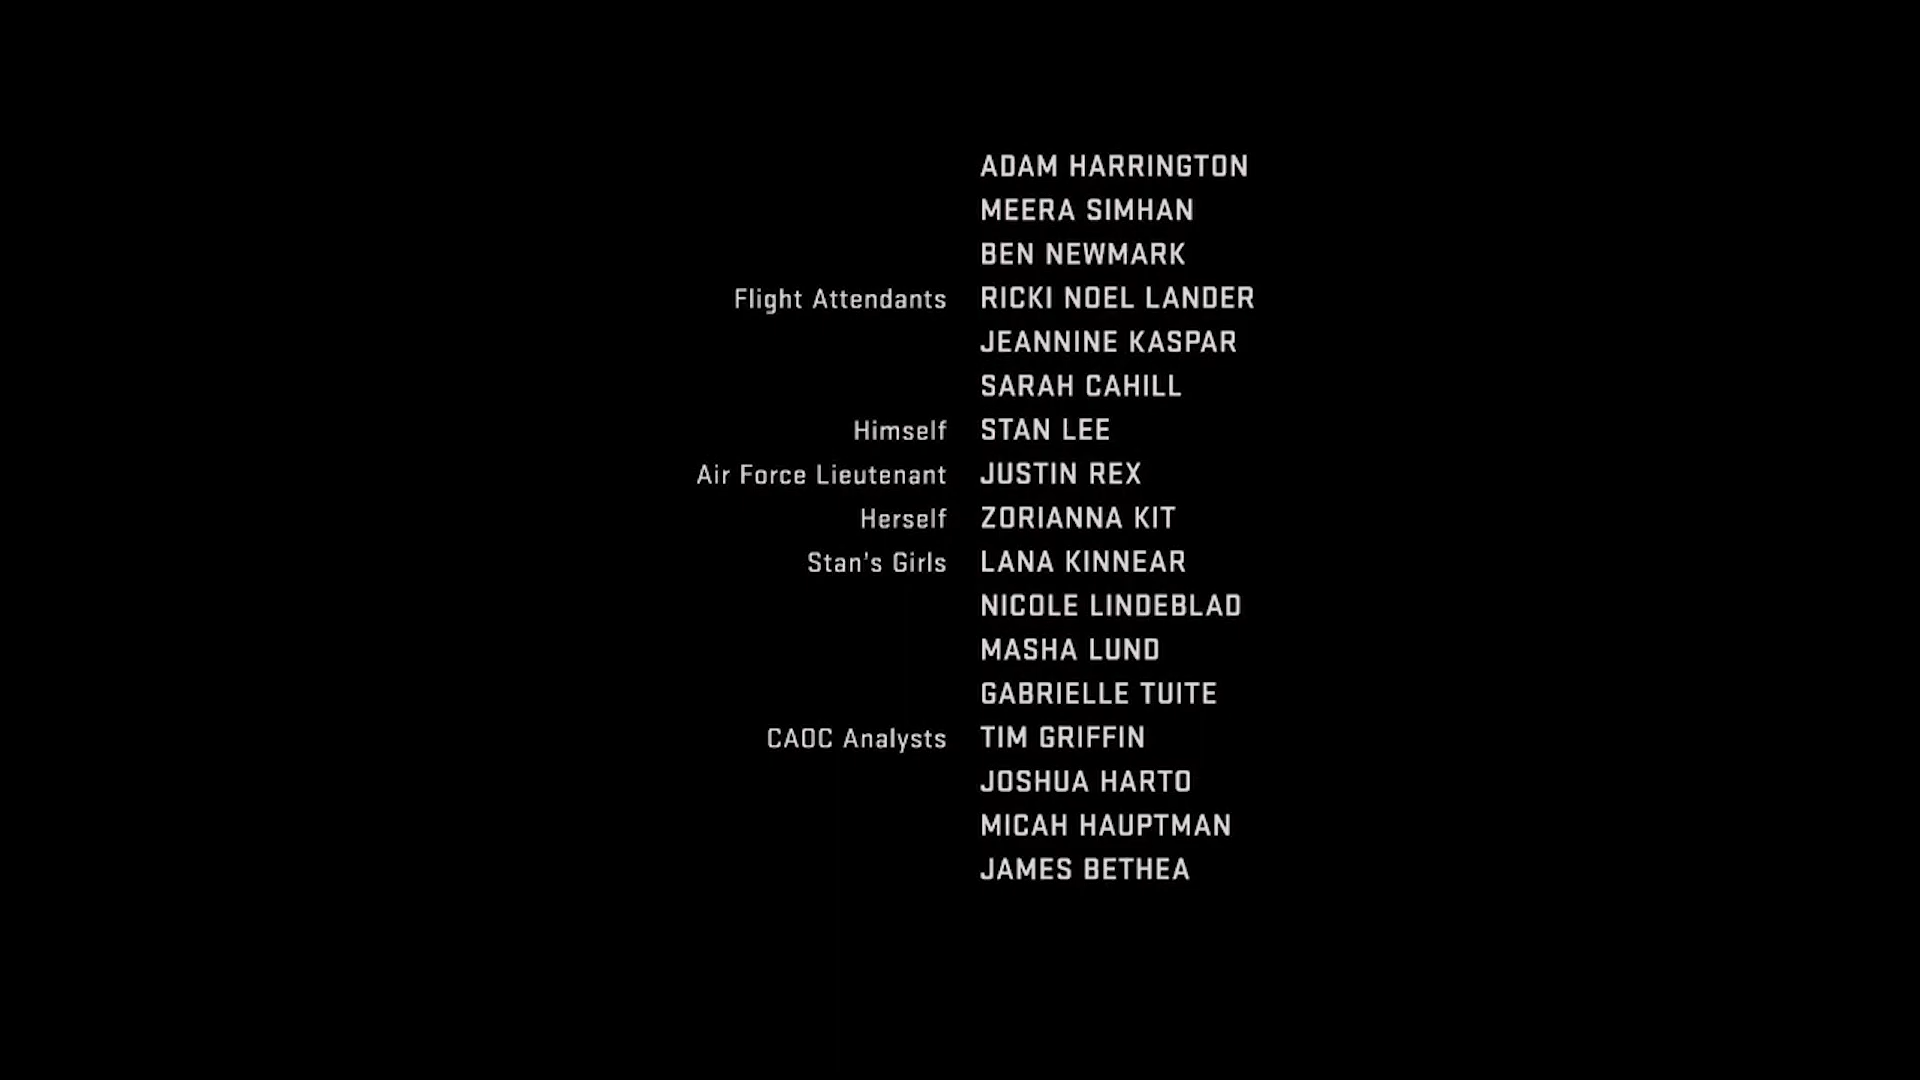 ADAM HARRINGTON
MEERA SIMHAN
BEN NEWMARK
Flight Attendants RICKI NOEL LANDER
JEANNINE KASPAR
SARAH CAHILL
Himself STAN LEE
Air Force Lieutenant JUSTIN REX
Herself ZORIANNA KIT
Stan's Girls LANA KINNEAR
NICOLE LINDEBLAD
MASHA LUND
GABRIELLE TUITE
CAOC Analysts TIM GRIFFIN
JOSHUA HARTO
MICAH HAUPTMAN
JAMES BETHEA